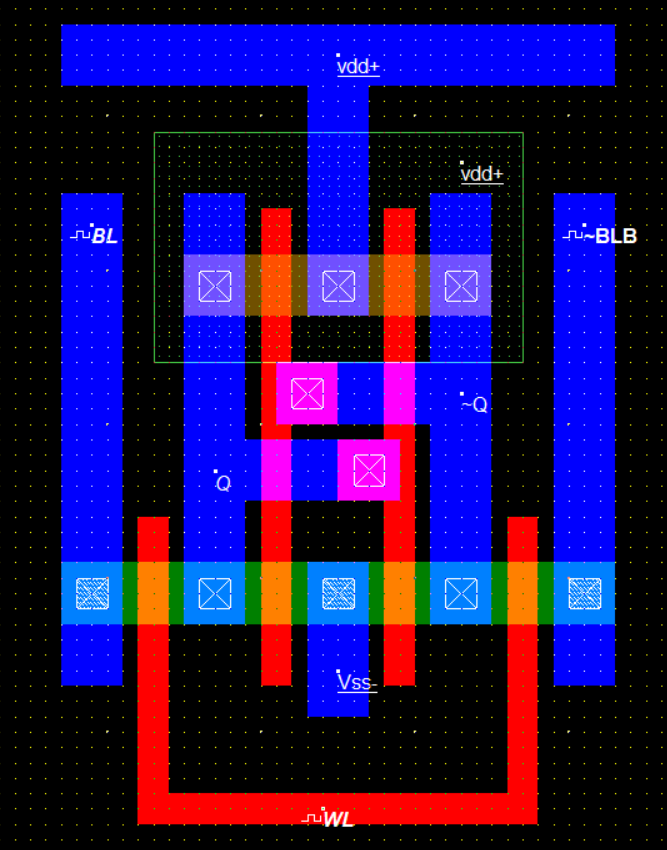 vdd+
vdd+
BL
~BLB
~Q
Q
Vss-
WL